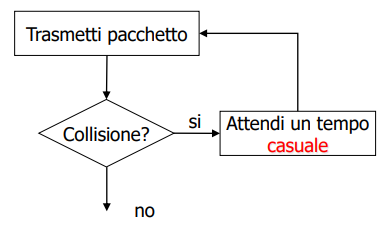 Trasmetti pacchetto
Collisione?
si
Attendi un tempo
casuale
no